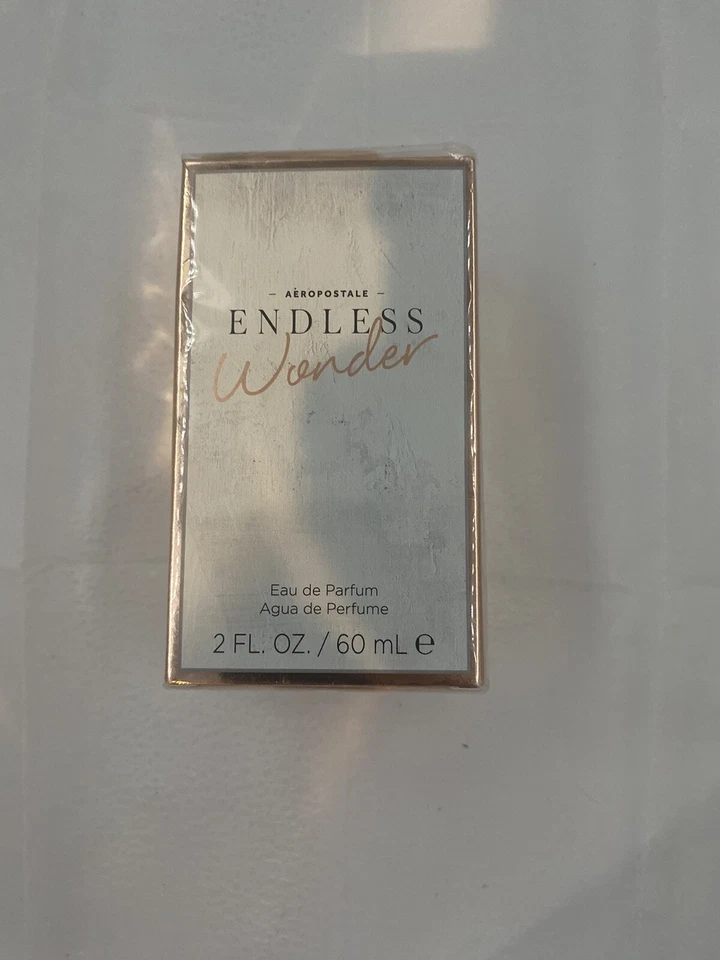 – AÉROPOSTALE –
ENDLESS
Wonder
Eau de Parfum
Agua de Perfume
2 FL. OZ. / 60 mL ℮